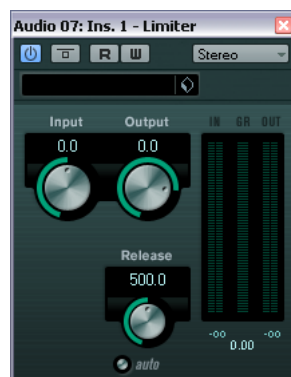 Audio 07: Ins. 1 - Limiter
R W Stereo
Input Output IN GR OUT
0.0 0.0
Release
500.0
-oo -oo
0.00
auto